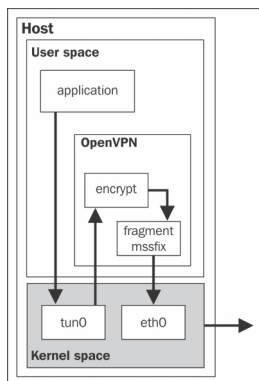 Host
User space
application
OpenVPN
encrypt
fragment
mssfix
tun0
eth0
Kernel space